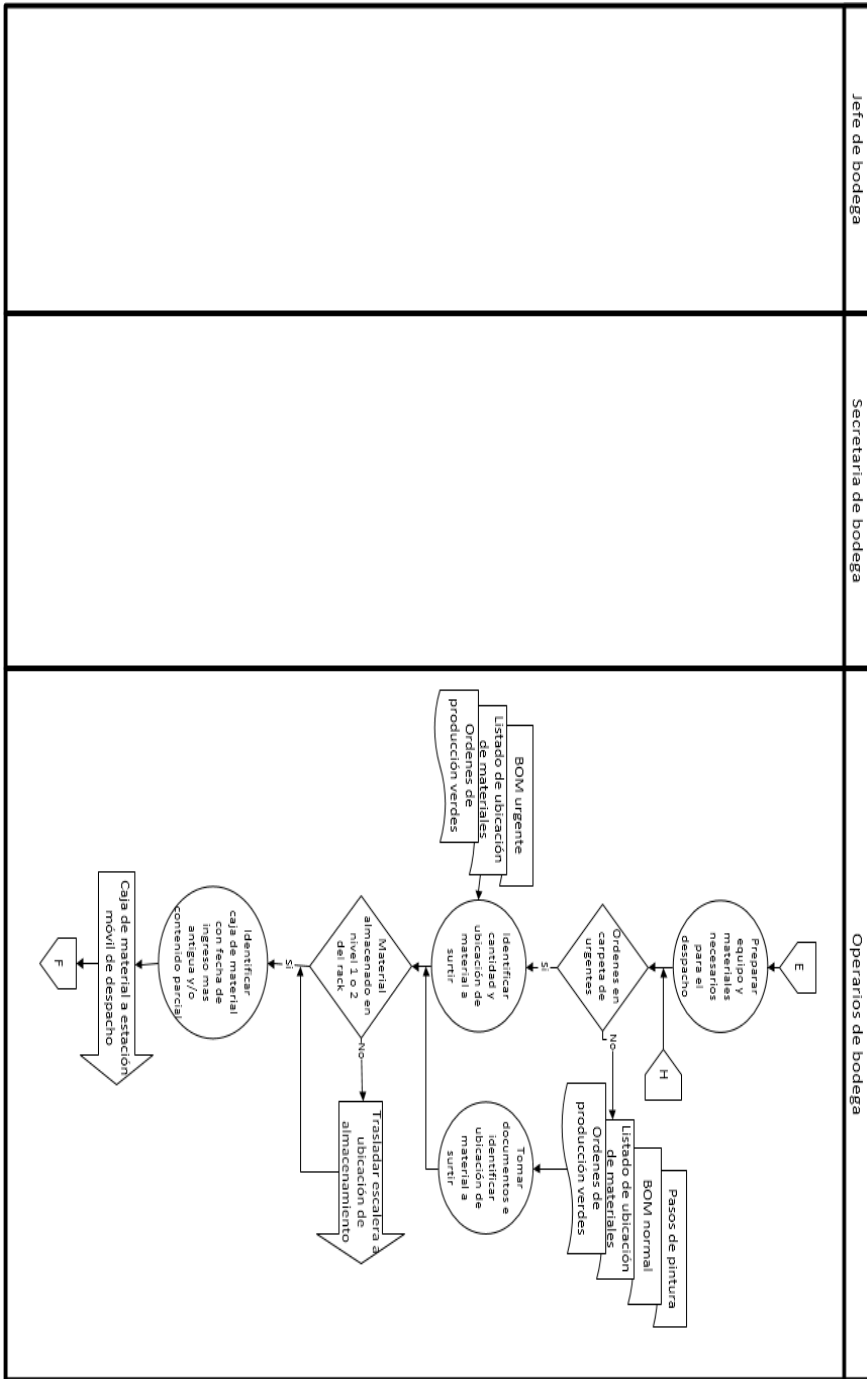 Jefe de bodega
Secretaria de bodega
Operarios de bodega
E
Preparar
equipo y
materiales
necesarios
para el
despacho
H
Ordenes en
carpeta de
urgentes
Si
No
Pasos de pintura
BOM normal
Listado de ubicación
de materiales
Ordenes de
producción verdes
BOM urgente
Listado de ubicación
de materiales
Ordenes de
producción verdes
Identificar
cantidad y
ubicación de
material a
surtir
Tomar
documentos e
identificar
ubicación de
material a
surtir
Material
almacenado en
nivel 1 o 2
del rack
Si
No
Trasladar escalera a
ubicación de
almacenamiento
Identificar
caja de material
con fecha de
ingreso mas
antigua y/o
contenido parcial
Caja de material a estación
móvil de despacho
F